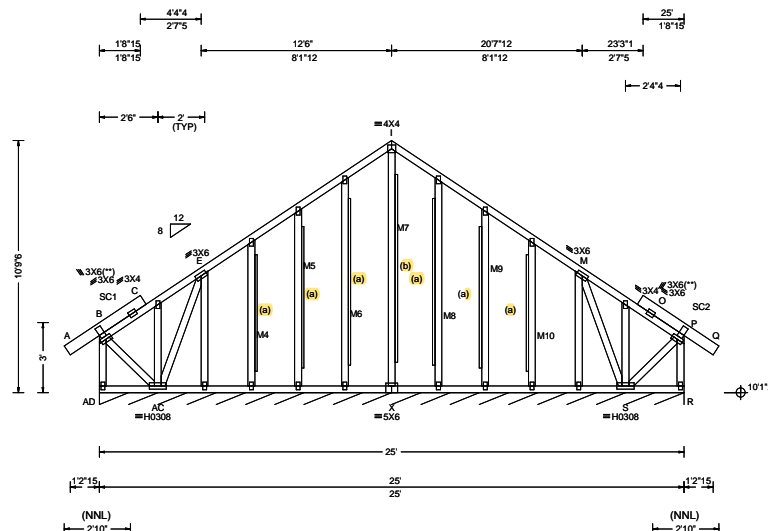 4'4"4
2'7"5
25'
1'8"15
1'8"15
1'8"15
12'6"
8'1"12
20'7"12
8'1"12
23'3"1
2'7"5
2'4"4
2'6"
2'
(TYP)
=4X4
I
12
8
10'9"6
3'
M7
=3X6
E
=3X6
M
M5
M9
(b)
(a)
(a)
(a)
(a)
(a)
(a)
=3X6(**)
=3X6
=3X4
SC1
C
B
A
=3X4
=3X6(**)
=3X6
O
SC2
P
Q
M4
M6
M8
M10
AD
AC
X
S
R
10'1"
=H0308
=5X6
=H0308
25'
1'2"15
25'
25'
1'2"15
(NNL)
2'10"
(NNL)
2'10"